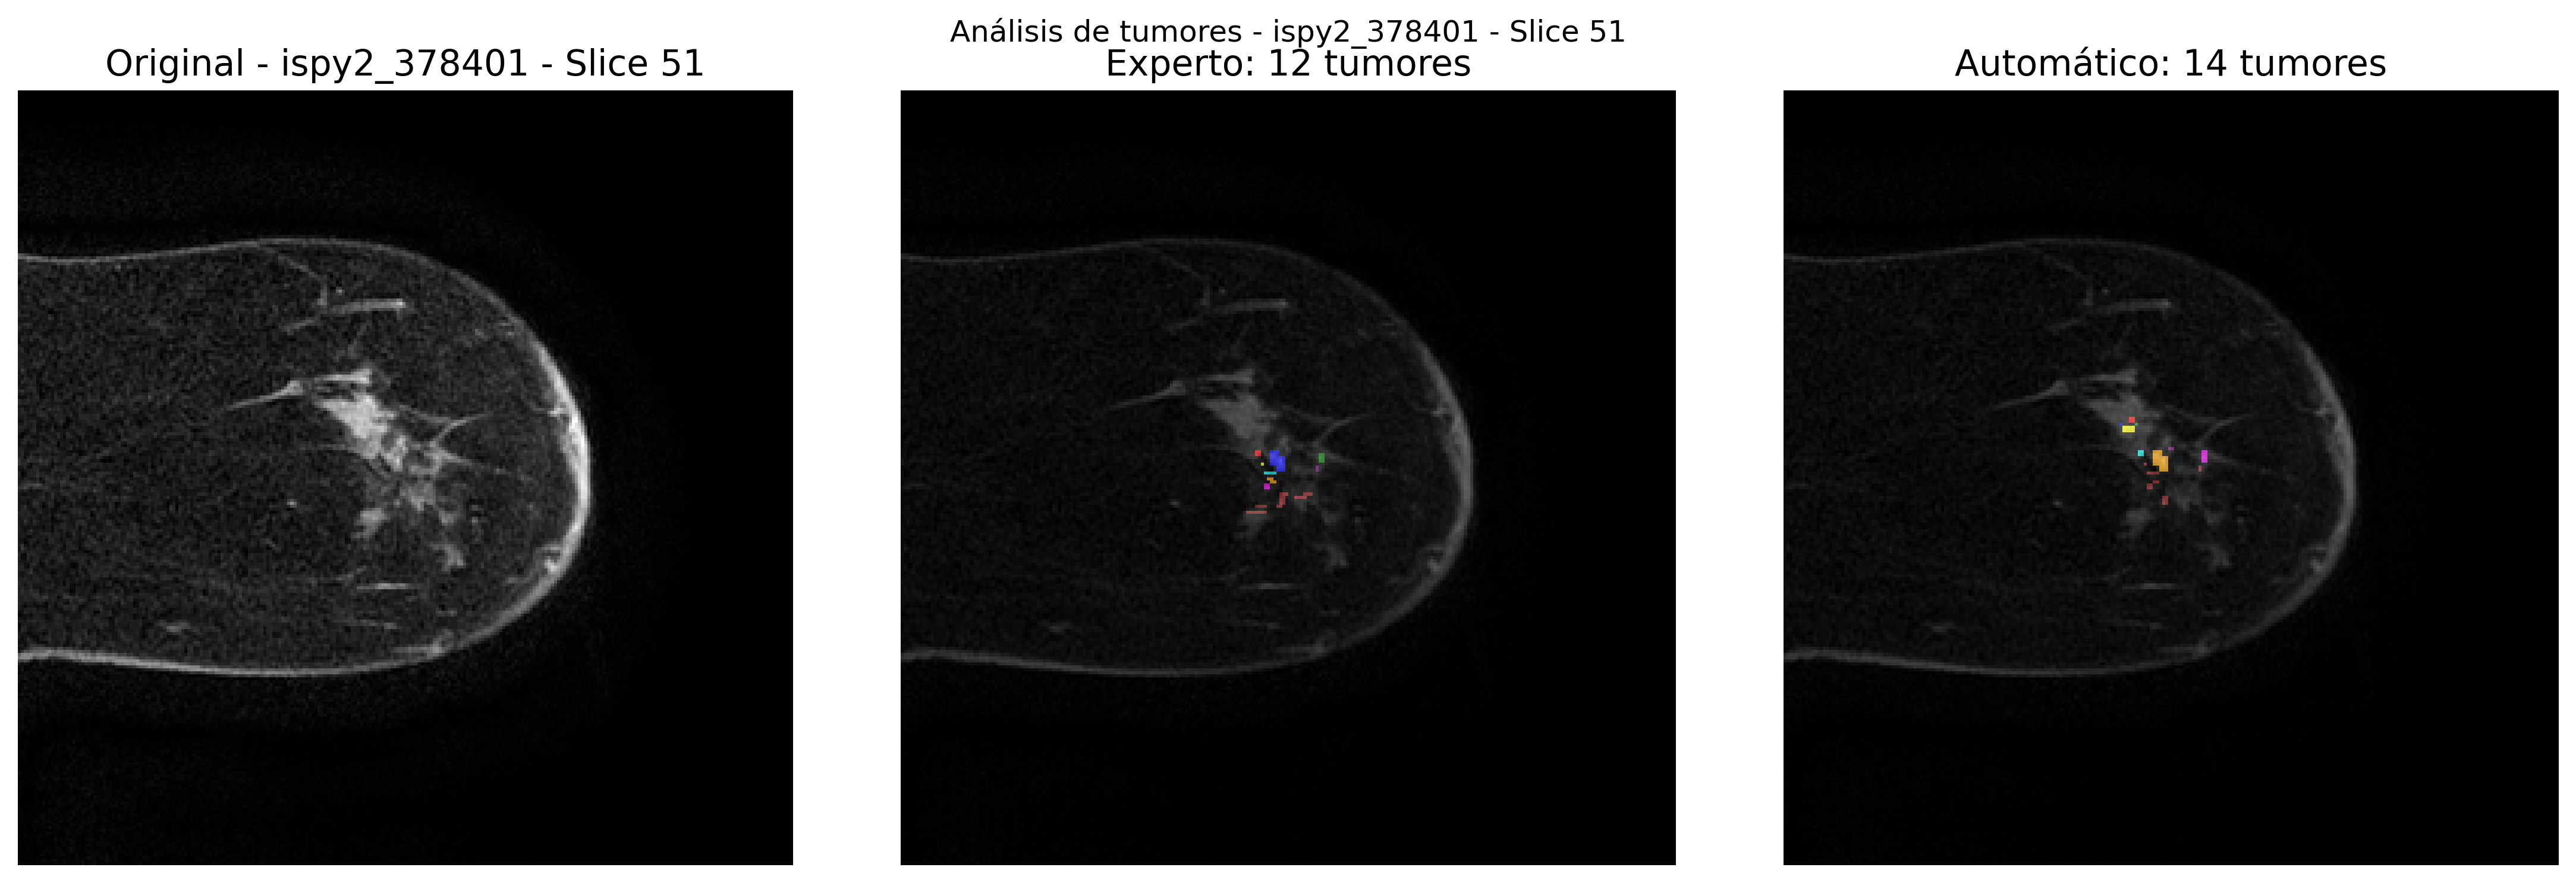 Análisis de tumores - ispy2_378401 - Slice 51
Original - ispy2_378401 - Slice 51
Experto: 12 tumores
Automático: 14 tumores